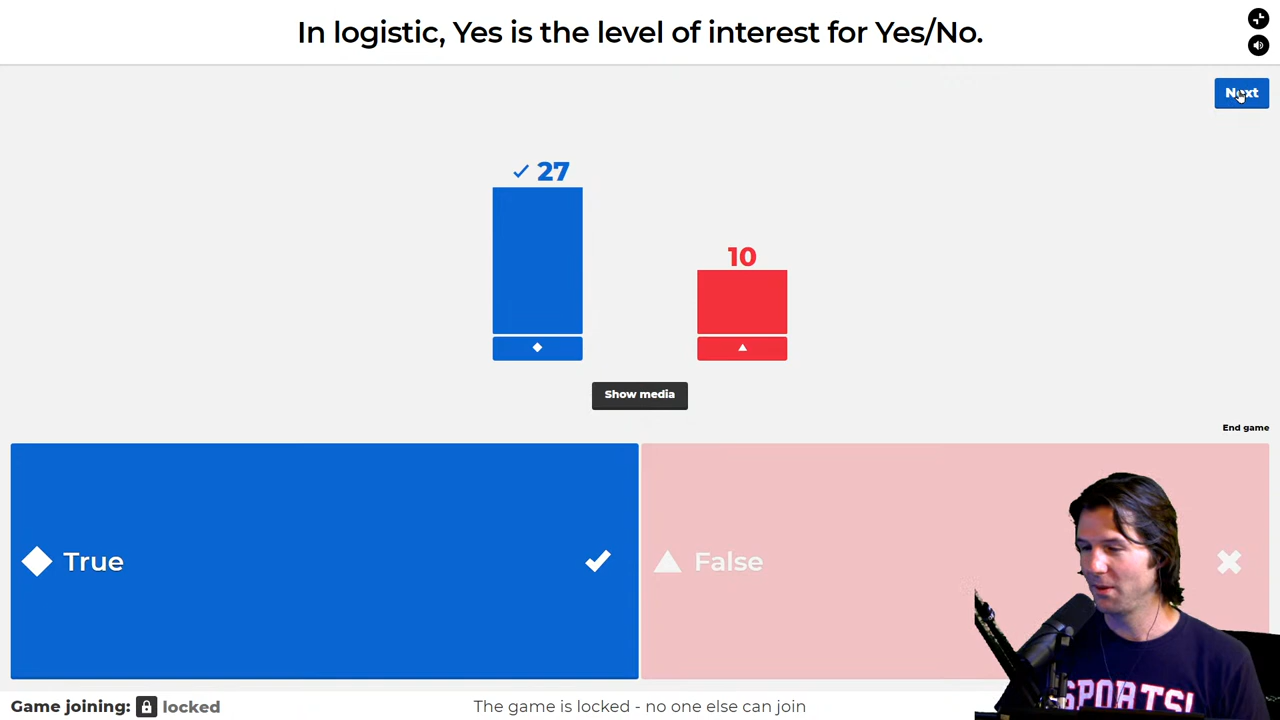 In logistic, Yes is the level of interest for Yes/No.
Next
27
10
Show media
End game
True
False
Game joining: locked
The game is locked - no one else can join
SPORTS!